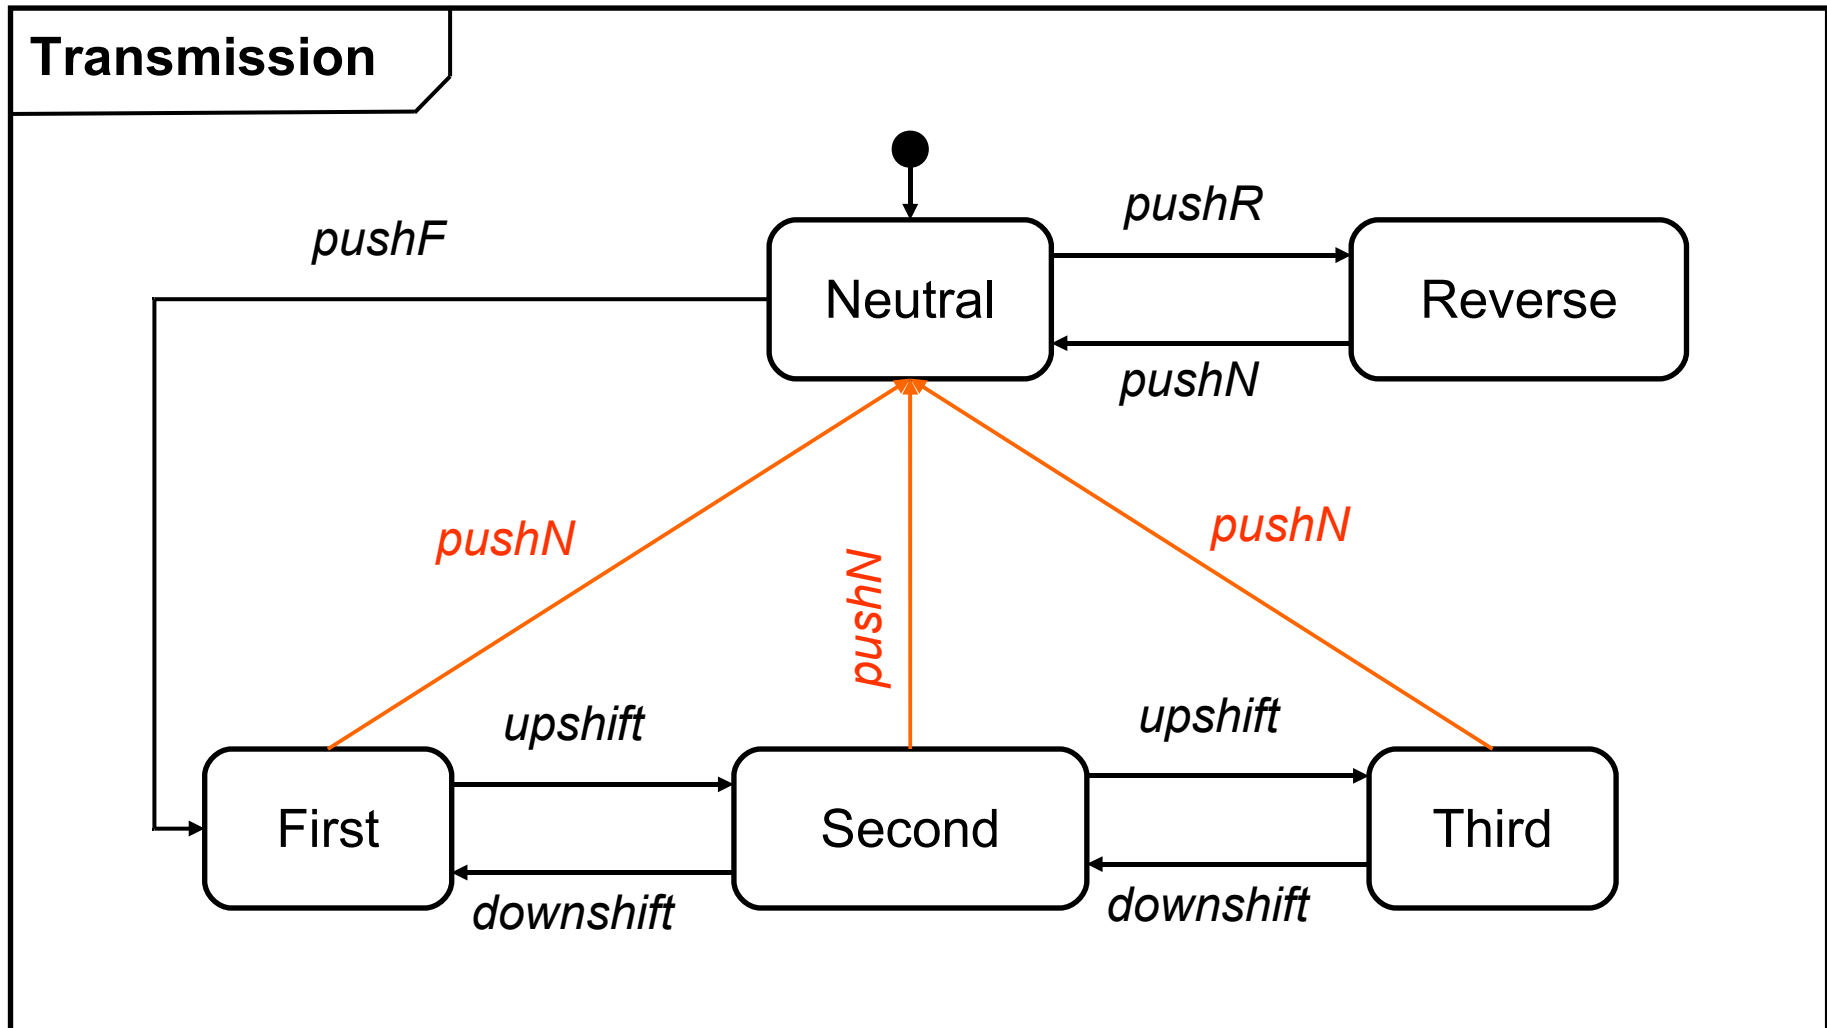 Transmission
pushR
pushF
Neutral
Reverse
pushN
pushN
pushN
pushN
upshift
upshift
First
Second
Third
downshift
downshift